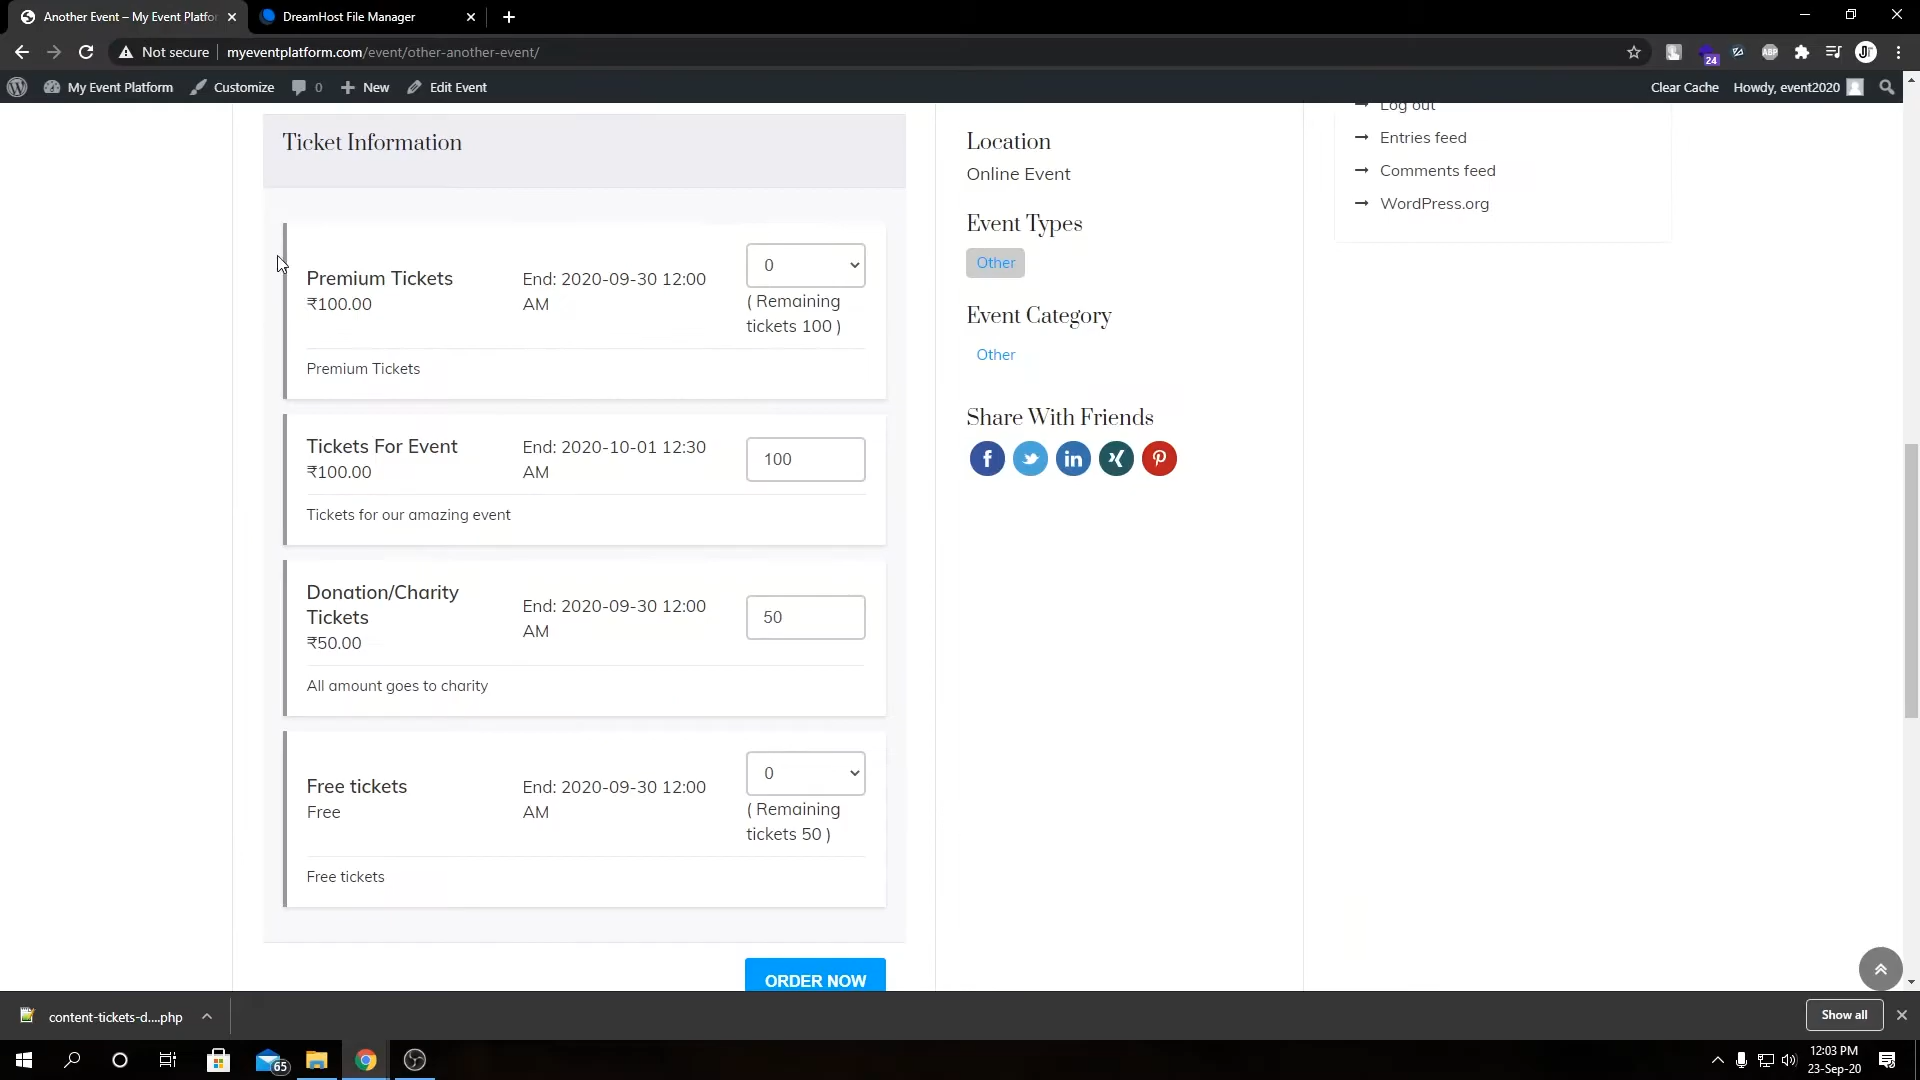 Another Event – My Event Platfo
DreamHost File Manager
Not secure
myeventplatform.com/event/other-another-event/
24
ABP
My Event Platform
Customize
0
New
Edit Event
Clear Cache
Howdy, event2020
Ticket Information
Premium Tickets
₹100.00
End: 2020-09-30 12:00
AM
0
( Remaining
tickets 100 )
Premium Tickets
Tickets For Event
₹100.00
End: 2020-10-01 12:30
AM
100
Tickets for our amazing event
Donation/Charity
Tickets
₹50.00
End: 2020-09-30 12:00
AM
50
All amount goes to charity
Free tickets
Free
End: 2020-09-30 12:00
AM
0
( Remaining
tickets 50 )
Free tickets
ORDER NOW
Location
Online Event
Event Types
Other
Event Category
Other
Share With Friends
Log out
Entries feed
Comments feed
WordPress.org
content-tickets-d....php
Show all
65
12:03 PM
23-Sep-20